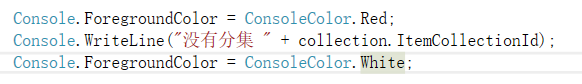 Console.ForegroundColor = ConsoleColor.Red;
Console.WriteLine("没有分集 " + collection.ItemCollectionId);
Console.ForegroundColor = ConsoleColor.White;